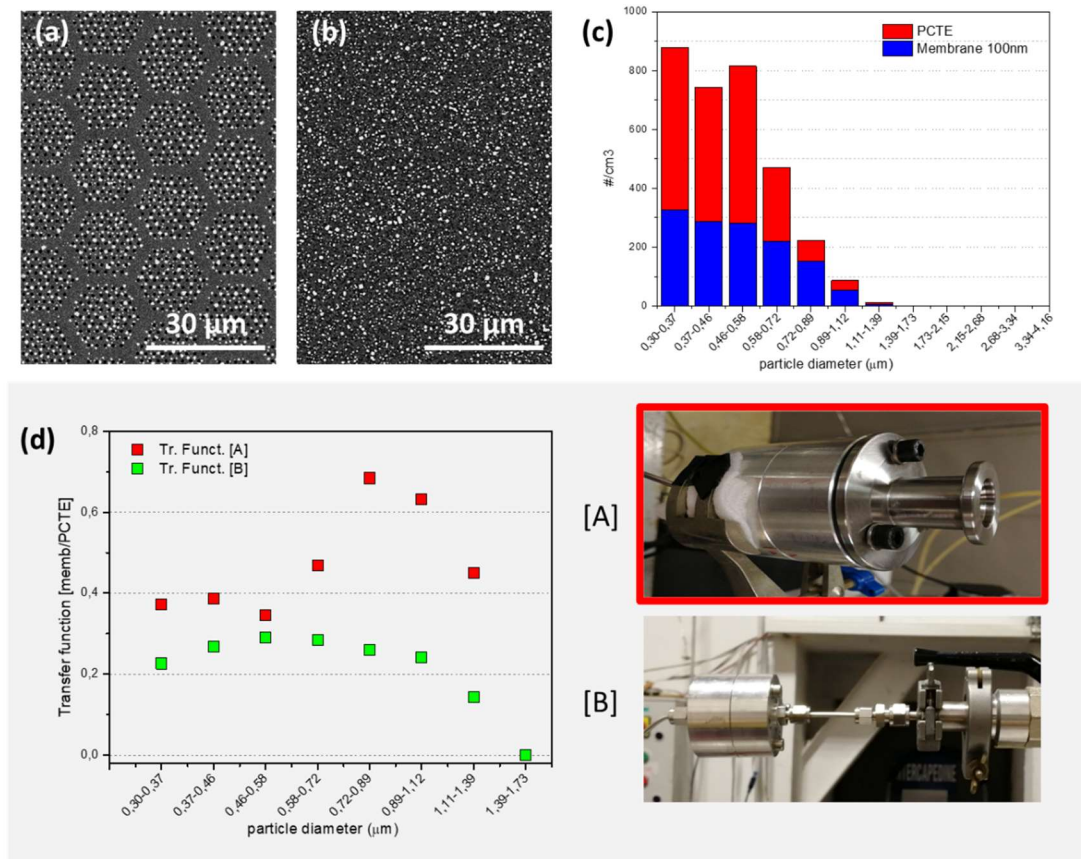 (a)
30 µm
(b)
30 µm
(c)
1000
800
600
400
200
0
#/cm3
PCTE
Membrane 100nm
0,30-0,37
0,37-0,46
0,46-0,58
0,58-0,72
0,72-0,89
0,89-1,12
1,11-1,39
1,39-1,73
1,73-2,15
2,15-2,68
2,68-3,34
3,34-4,16
particle diameter (µm)
(d)
0,8
0,6
0,4
0,2
0,0
Transfer function [memb/PCTE]
Tr. Funct. [A]
Tr. Funct. [B]
0,30-0,37
0,37-0,46
0,46-0,58
0,58-0,72
0,72-0,89
0,89-1,12
1,11-1,39
1,39-1,73
particle diameter (µm)
[A]
[B]
ERCAPEDINE